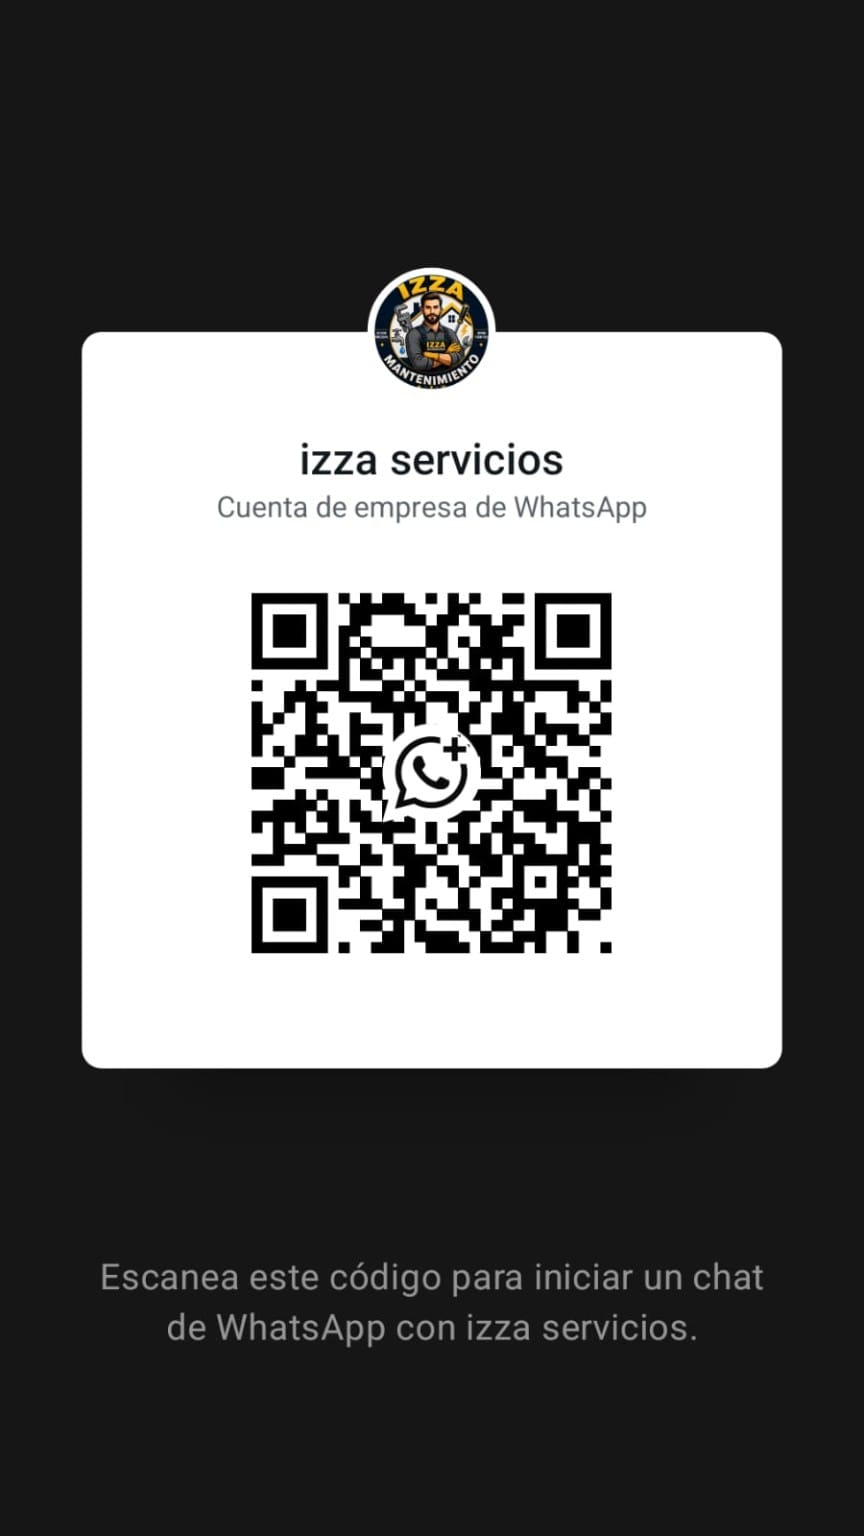 IZZA
IZZA
MANTENIMIENTO
izza servicios
Cuenta de empresa de WhatsApp
Escanea este código para iniciar un chat
de WhatsApp con izza servicios.